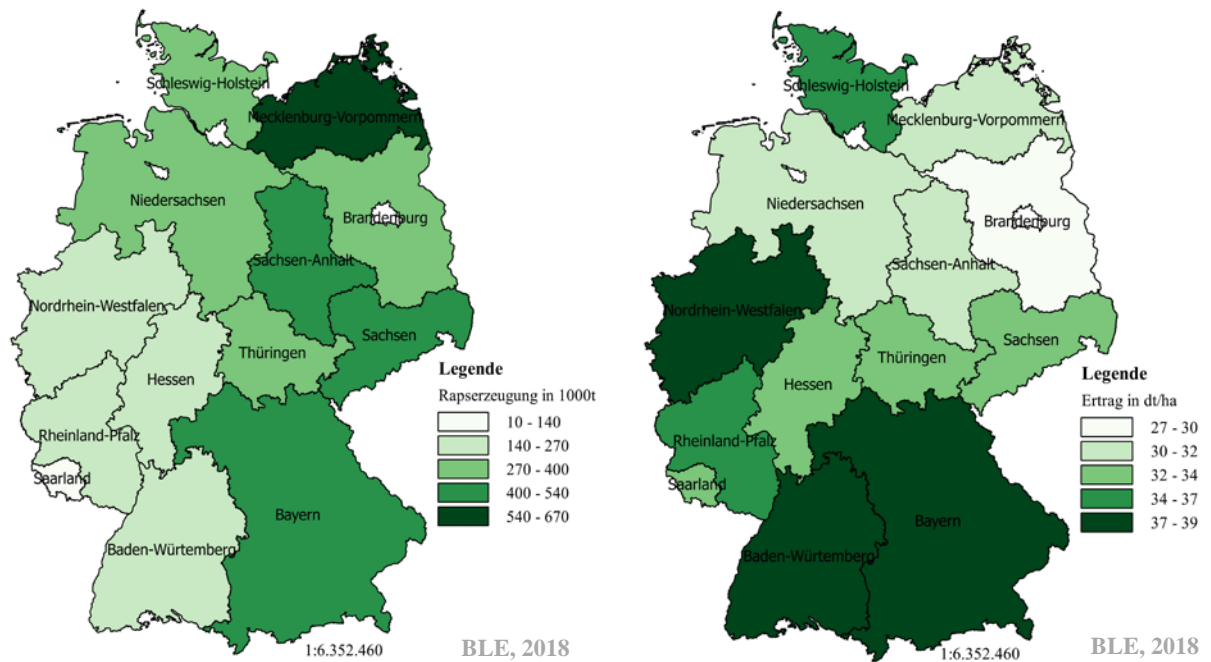 Schleswig-Holstein
Mecklenburg-Vorpommern
Niedersachsen
Brandenburg
Sachsen-Anhalt
Nordrhein-Westfalen
Sachsen
Thüringen
Hessen
Rheinland-Pfalz
Saarland
Bayern
Baden-Würtemberg
Legende
Rapserzeugung in 1000t
10 - 140
140 - 270
270 - 400
400 - 540
540 - 670
1:6.352.460
BLE, 2018
Schleswig-Holstein
Mecklenburg-Vorpommern
Niedersachsen
Brandenburg
Sachsen-Anhalt
Nordrhein-Westfalen
Sachsen
Thüringen
Hessen
Rheinland-Pfalz
Saarland
Bayern
Baden-Würtemberg
Legende
Ertrag in dt/ha
27 - 30
30 - 32
32 - 34
34 - 37
37 - 39
1:6.352.460
BLE, 2018